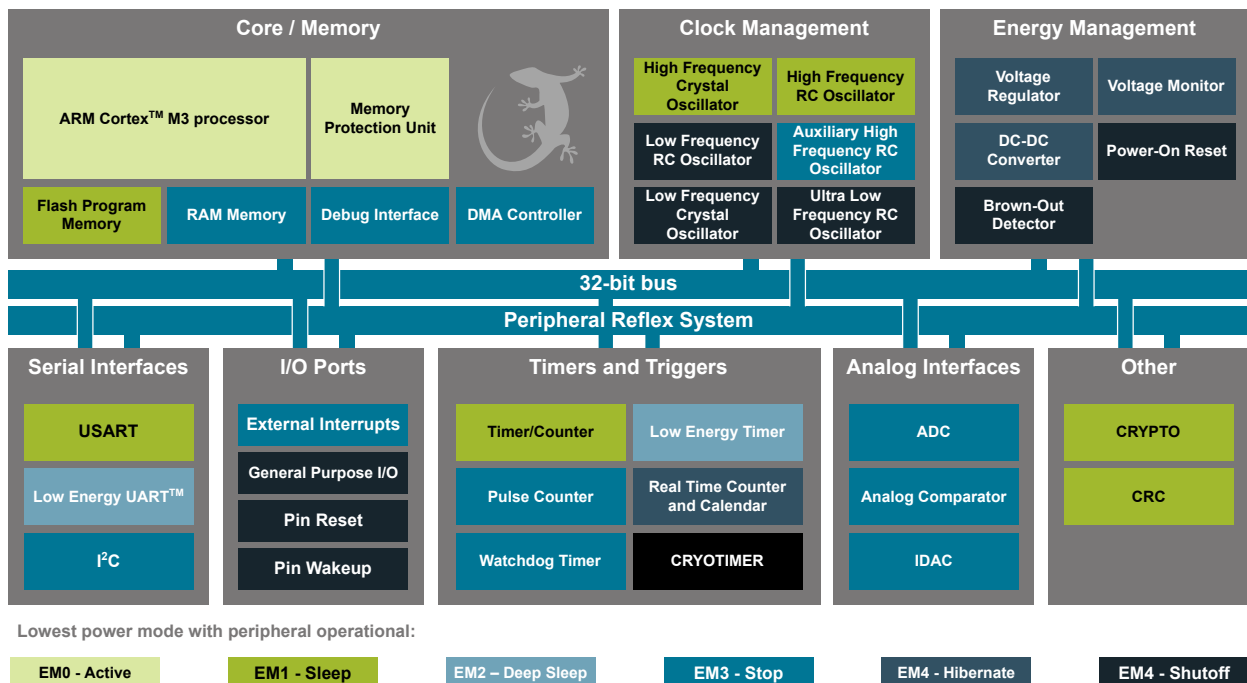 Core / Memory
ARM Cortex™ M3 processor
Memory
Protection Unit
Flash Program
Memory
RAM Memory
Debug Interface
DMA Controller
Clock Management
High Frequency
Crystal
Oscillator
High Frequency
RC Oscillator
Low Frequency
RC Oscillator
Auxiliary High
Frequency RC
Oscillator
Low Frequency
Crystal
Oscillator
Ultra Low
Frequency RC
Oscillator
Energy Management
Voltage
Regulator
Voltage Monitor
DC-DC
Converter
Power-On Reset
Brown-Out
Detector
32-bit bus
Peripheral Reflex System
Serial Interfaces
USART
Low Energy UART™
I²C
I/O Ports
External Interrupts
General Purpose I/O
Pin Reset
Pin Wakeup
Timers and Triggers
Timer/Counter
Low Energy Timer
Pulse Counter
Real Time Counter
and Calendar
Watchdog Timer
CRYOTIMER
Analog Interfaces
ADC
Analog Comparator
IDAC
Other
CRYPTO
CRC
Lowest power mode with peripheral operational:
EM0 - Active
EM1 - Sleep
EM2 – Deep Sleep
EM3 - Stop
EM4 - Hibernate
EM4 - Shutoff